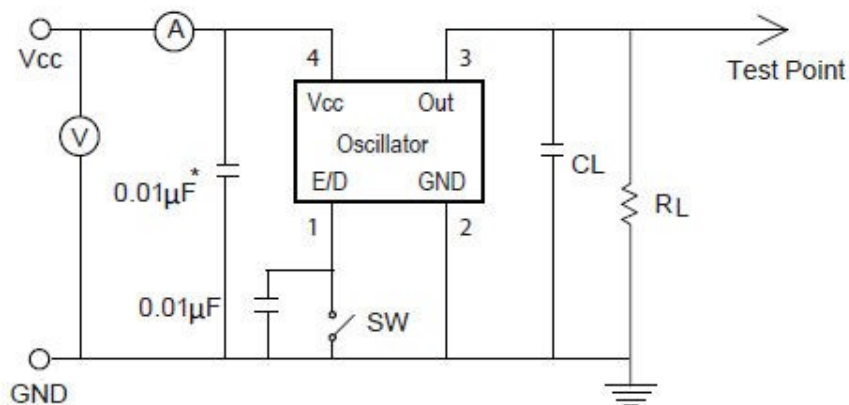 A
Vcc
4
3
Test Point
Vcc
Out
V
Oscillator
0.01µF*
E/D
GND
CL
RL
1
2
0.01µF
SW
GND